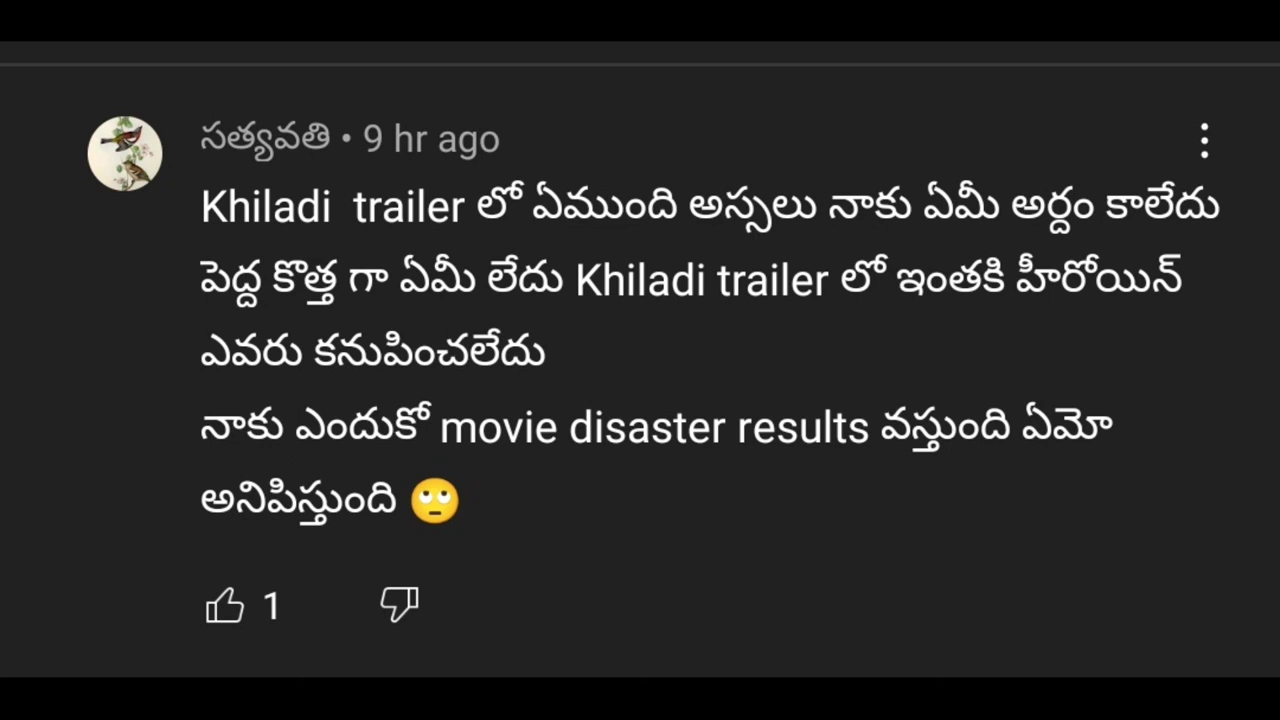 సత్యవతి • 9 hr ago
Khiladi trailer లో ఏముంది అస్సలు నాకు ఏమీ అర్దం కాలేదు
పెద్ద కొత్త గా ఏమీ లేదు Khiladi trailer లో ఇంతకి హీరోయిన్
ఎవరు కనుపించలేదు
నాకు ఎందుకో movie disaster results వస్తుంది ఏమో
అనిపిస్తుంది 🙄
1